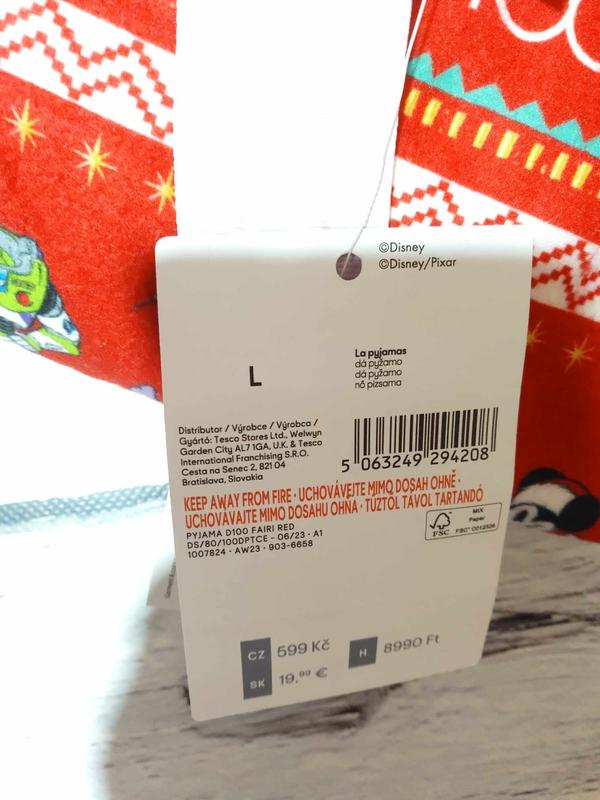 100
©Disney
©Disney/Pixar
L
La pyjamas
dá pyžamo
dá pyžamo
nő pizsama
Distributor / Výrobce / Výrobca /
Gyártó: Tesco Stores Ltd., Welwyn
Garden City AL7 1GA, U.K. & Tesco
International Franchising S.R.O.
Cesta na Senec 2, 821 04
Bratislava, Slovakia
5 063249 294208
KEEP AWAY FROM FIRE · UCHOVÁVEJTE MIMO DOSAH OHNĚ ·
UCHOVÁVAJTE MIMO DOSAHU OHŇA · TŰZTŐL TÁVOL TARTANDÓ
PYJAMA D100 FAIRI RED
DS/80/100DPTCE - 06/23 - A1
1007824 · AW23 · 903-6658
FSC
MIX
Paper
FSC® C012526
CZ 599 Kč
H 8990 Ft
SK 19,99 €